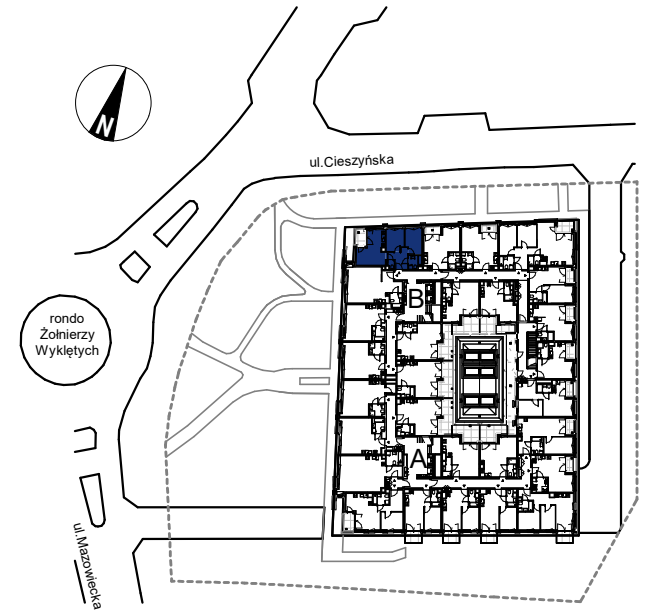 N
ul.Cieszyńska
rondo
Żołnierzy
Wyklętych
B
A
ul.Mazowiecka